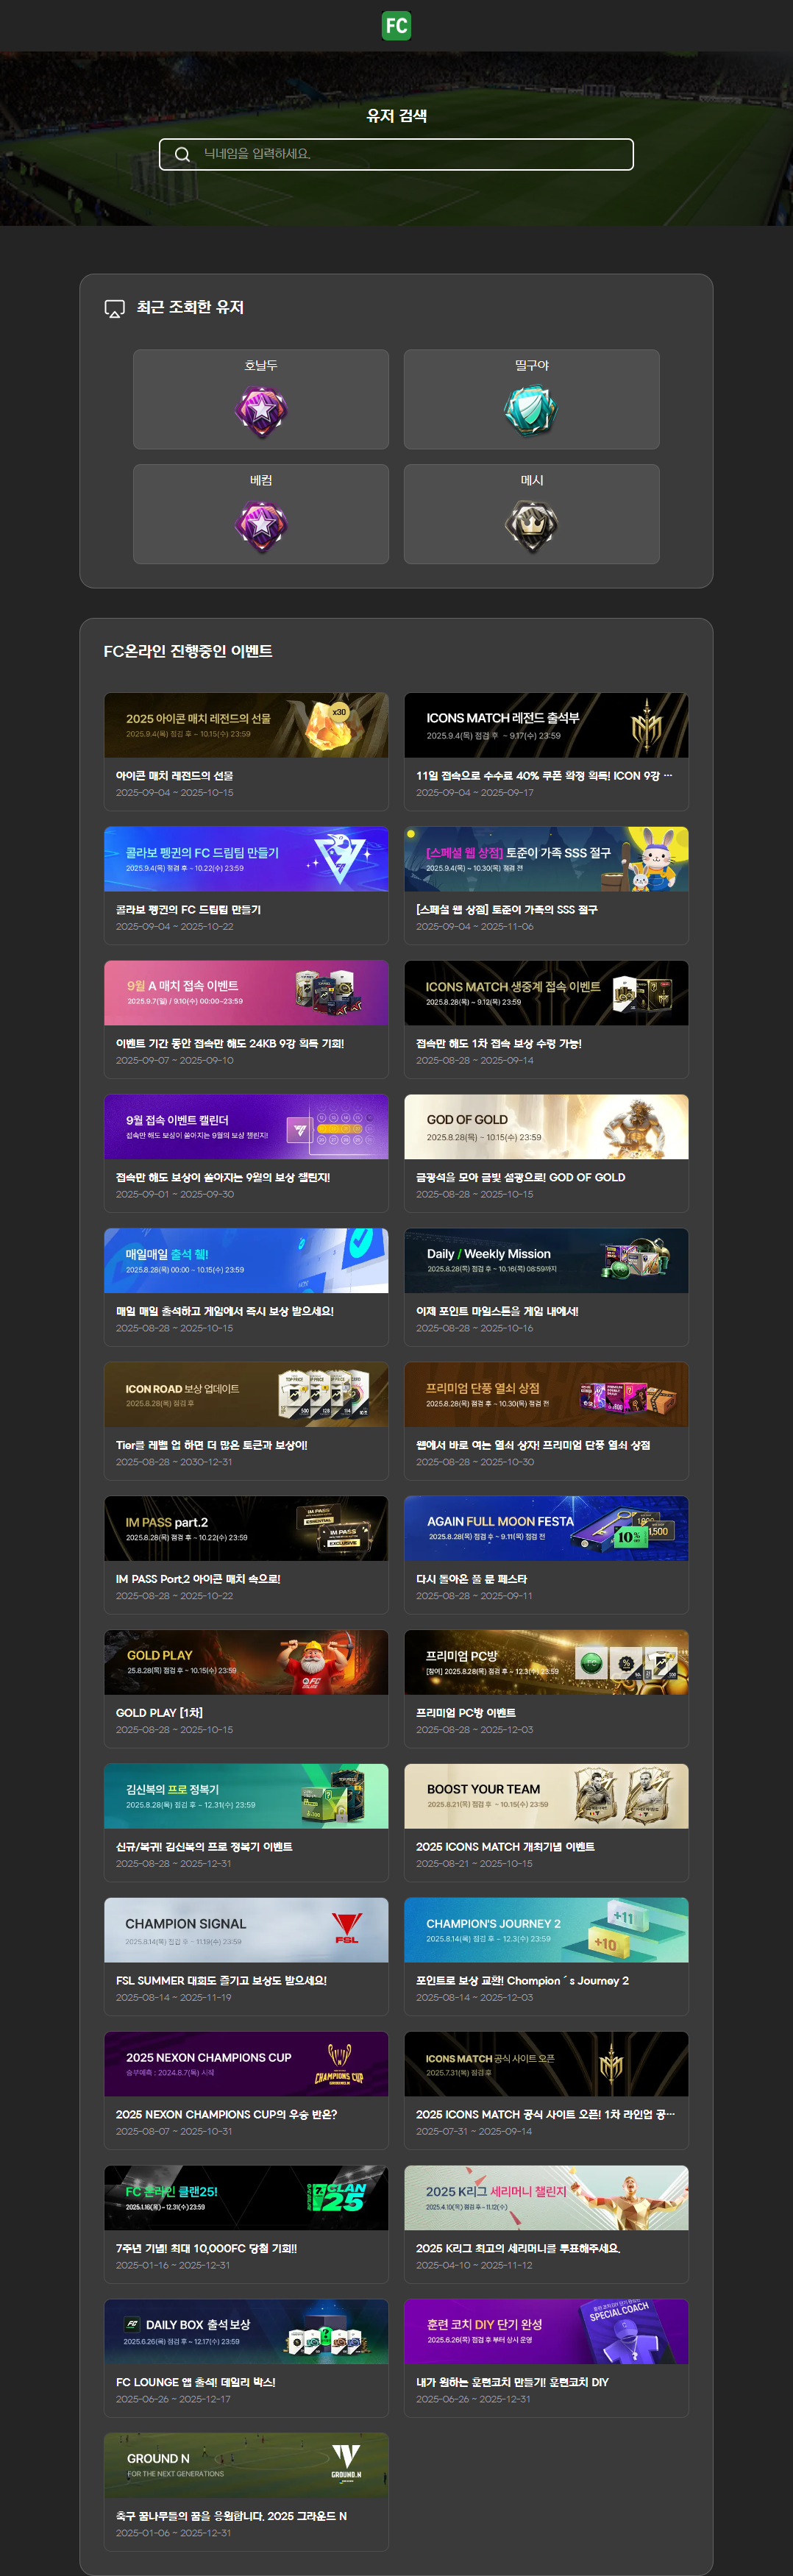 FC
유저 검색
닉네임을 입력하세요.
최근 조회한 유저
호날두
띨구야
베컴
메시
FC온라인 진행중인 이벤트
2025 아이콘 매치 레전드의 선물
x30
2025.9.4(목) 점검 후 ~ 10.15(수) 23:59
아이콘 매치 레전드의 선물
2025-09-04 ~ 2025-10-15
ICONS MATCH 레전드 출석부
2025.9.4(목) 점검 후 ~ 9.17(수) 23:59
11일 접속으로 수수료 40% 쿠폰 확정 획득! ICON 9강 ···
2025-09-04 ~ 2025-09-17
콜라보 펭귄의 FC 드림팀 만들기
2025.9.4(목) 점검 후 ~ 10.22(수) 23:59
콜라보 펭귄의 FC 드림팀 만들기
2025-09-04 ~ 2025-10-22
[스페셜 웹 상점] 토준이 가족 SSS 절구
2025.9.4(목) ~ 10.30(목) 점검 전
[스페셜 웹 상점] 토준이 가족의 SSS 절구
2025-09-04 ~ 2025-11-06
9월 A 매치 접속 이벤트
2025.9.7(일) / 9.10(수) 00:00~23:59
이벤트 기간 동안 접속만 해도 24KB 9강 획득 기회!
2025-09-07 ~ 2025-09-10
ICONS MATCH 생중계 접속 이벤트
2025.8.28(목) ~ 9.12(목) 23:59
접속만 해도 1차 접속 보상 수령 가능!
2025-08-28 ~ 2025-09-14
9월 접속 이벤트 캘린더
접속만 해도 보상이 쏟아지는 9월의 보상 챌린지!
접속만 해도 보상이 쏟아지는 9월의 보상 챌린지!
2025-09-01 ~ 2025-09-30
GOD OF GOLD
2025.8.28(목) ~ 10.15(수) 23:59
금광석을 모아 금빛 섬광으로! GOD OF GOLD
2025-08-28 ~ 2025-10-15
매일매일 출석 췤!
2025.8.28(목) 00:00 ~ 10.15(수) 23:59
매일 매일 출석하고 게임에서 즉시 보상 받으세요!
2025-08-28 ~ 2025-10-15
Daily / Weekly Mission
2025.8.28(목) 점검 후 ~ 10.16(목) 08:59까지
이제 포인트 마일스톤을 게임 내에서!
2025-08-28 ~ 2025-10-16
ICON ROAD 보상 업데이트
2025.8.28(목) 점검 후
Tier를 레벨 업 하면 더 많은 토큰과 보상이!
2025-08-28 ~ 2030-12-31
프리미엄 단풍 열쇠 상점
2025.8.28(목) 점검 후 ~ 10.30(목) 점검 전
웹에서 바로 여는 열쇠 상자! 프리미엄 단풍 열쇠 상점
2025-08-28 ~ 2025-10-30
IM PASS part.2
2025.8.28(목) 점검 후 ~ 10.22(수) 23:59
IM PASS
ESSENTIAL
IM PASS
EXCLUSIVE
IM PASS Part.2 아이콘 매치 속으로!
2025-08-28 ~ 2025-10-22
AGAIN FULL MOON FESTA
2025.8.28(목) 점검 후 ~ 9.11(목) 점검 전
10%
1,500
다시 돌아온 풀 문 페스타
2025-08-28 ~ 2025-09-11
GOLD PLAY
25.8.28(목) 점검 후 ~ 10.15(수) 23:59
FC
ONLINE
GOLD PLAY [1차]
2025-08-28 ~ 2025-10-15
프리미엄 PC방
[참여] 2025.8.28(목) 점검 후 ~ 12.3(수) 23:59
FC
%
프리미엄 PC방 이벤트
2025-08-28 ~ 2025-12-03
김신복의 프로 정복기
2025.8.28(목) 점검 후 ~ 12.31(수) 23:59
신규/복귀! 김신복의 프로 정복기 이벤트
2025-08-28 ~ 2025-12-31
BOOST YOUR TEAM
2025.8.21(목) 점검 후 ~ 10.15(수) 23:59
2025 ICONS MATCH 개최기념 이벤트
2025-08-21 ~ 2025-10-15
CHAMPION SIGNAL
2025.8.14(목) 점검 후 ~ 11.19(수) 23:59
FSL
FSL SUMMER 대회도 즐기고 보상도 받으세요!
2025-08-14 ~ 2025-11-19
CHAMPION'S JOURNEY 2
2025.8.14(목) 점검 후 ~ 12.3(수) 23:59
+11
+10
포인트로 보상 교환! Champion´s Journey 2
2025-08-14 ~ 2025-12-03
2025 NEXON CHAMPIONS CUP
승부예측 : 2024.8.7(목) 시작
CHAMPIONS CUP
2025 NEXON CHAMPIONS CUP의 우승 반은?
2025-08-07 ~ 2025-10-31
ICONS MATCH 공식 사이트 오픈
2025.7.31(목) 점검 후
2025 ICONS MATCH 공식 사이트 오픈! 1차 라인업 공···
2025-07-31 ~ 2025-09-14
FC 온라인 클랜25!
2025.1.16(목) ~ 12.31(수) 23:59
CLAN
25
7주년 기념! 최대 10,000FC 당첨 기회!!
2025-01-16 ~ 2025-12-31
2025 K리그 세리머니 챌린지
2025.4.10(목) 점검 후 ~ 11.12(수)
2025 K리그 최고의 세리머니를 투표해주세요.
2025-04-10 ~ 2025-11-12
DAILY BOX 출석 보상
2025.6.26(목) 점검 후 ~ 12.17(수) 23:59
FC LOUNGE 앱 출석! 데일리 박스!
2025-06-26 ~ 2025-12-17
훈련 코치 DIY 단기 완성
2025.6.26(목) 점검 후 부터 상시 운영
SPECIAL COACH
내가 원하는 훈련코치 만들기! 훈련코치 DIY
2025-06-26 ~ 2025-12-31
GROUND N
FOR THE NEXT GENERATIONS
GROUND.N
축구 꿈나무들의 꿈을 응원합니다. 2025 그라운드 N
2025-01-06 ~ 2025-12-31